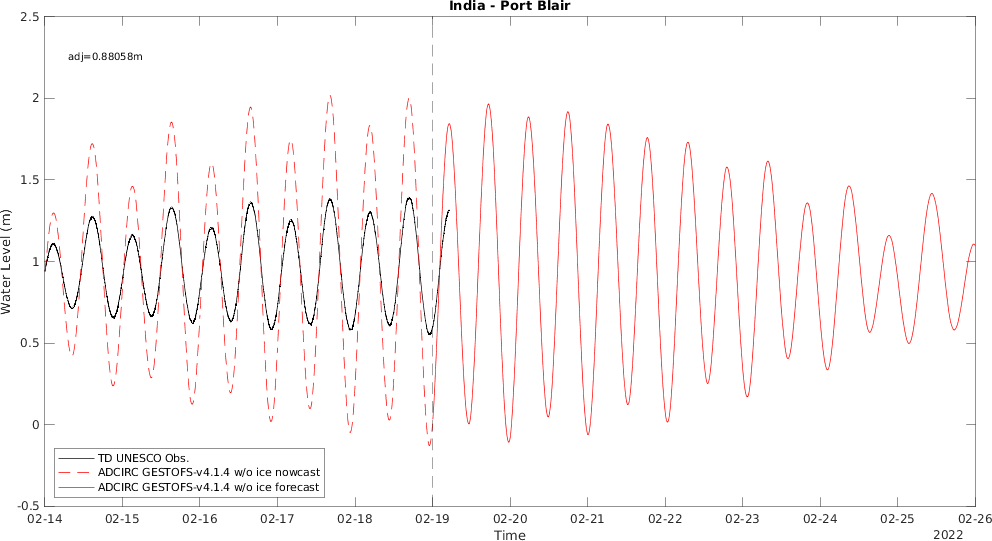 India - Port Blair
2.5
2
1.5
1
0.5
0
-0.5
Water Level (m)
adj=0.88058m
TD UNESCO Obs.
ADCIRC GESTOFS-v4.1.4 w/o ice nowcast
ADCIRC GESTOFS-v4.1.4 w/o ice forecast
02-14 02-15 02-16 02-17 02-18 02-19 02-20 02-21 02-22 02-23 02-24 02-25 02-26
Time
2022